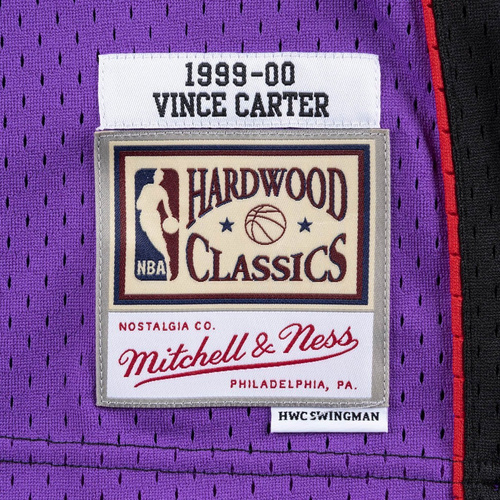 1999-00
VINCE CARTER
HARDWOOD
CLASSICS
NBA
NOSTALGIA CO.
Mitchell & Ness
PHILADELPHIA, PA.
HWC SWINGMAN